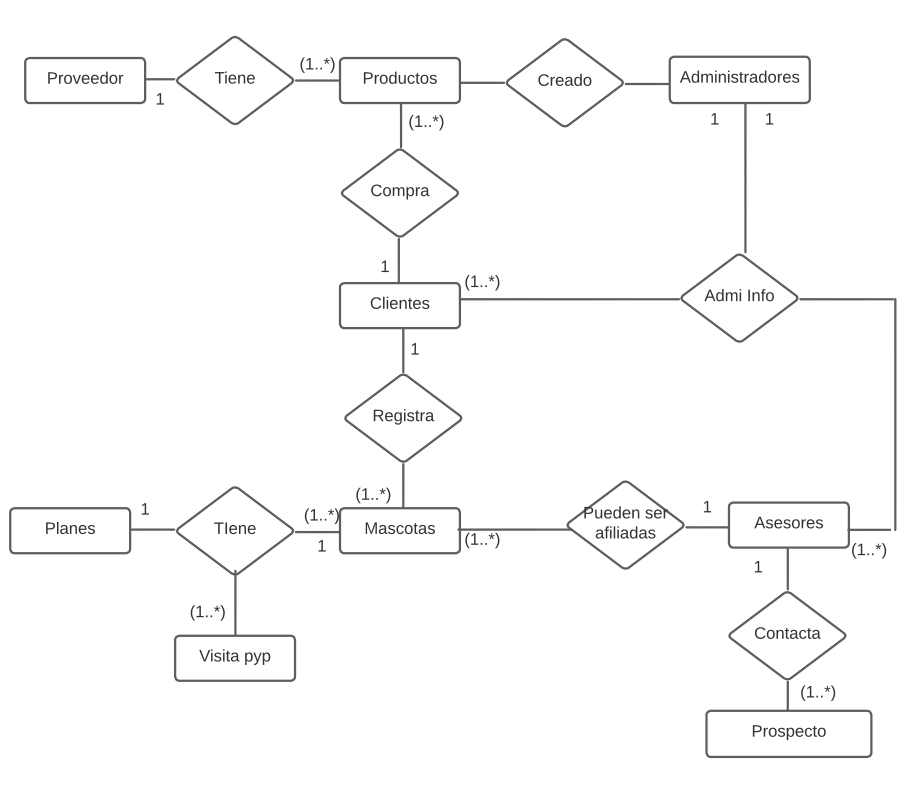 Proveedor
1
Tiene
(1..*)
Productos
Creado
Administradores
1
1
(1..*)
Compra
1
Clientes
(1..*)
Admi Info
1
Registra
(1..*)
Planes
1
TIene
(1..*)
1
Mascotas
(1..*)
Pueden ser
afiliadas
1
Asesores
(1..*)
1
(1..*)
Visita pyp
Contacta
(1..*)
Prospecto